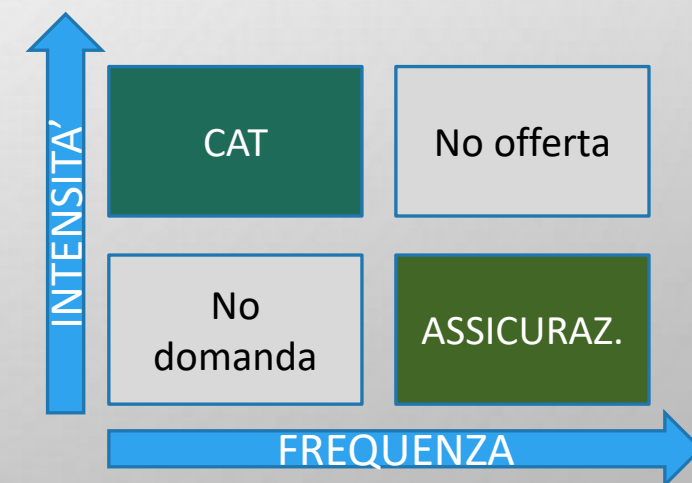 INTENSITA’
CAT
No offerta
No
domanda
ASSICURAZ.
FREQUENZA